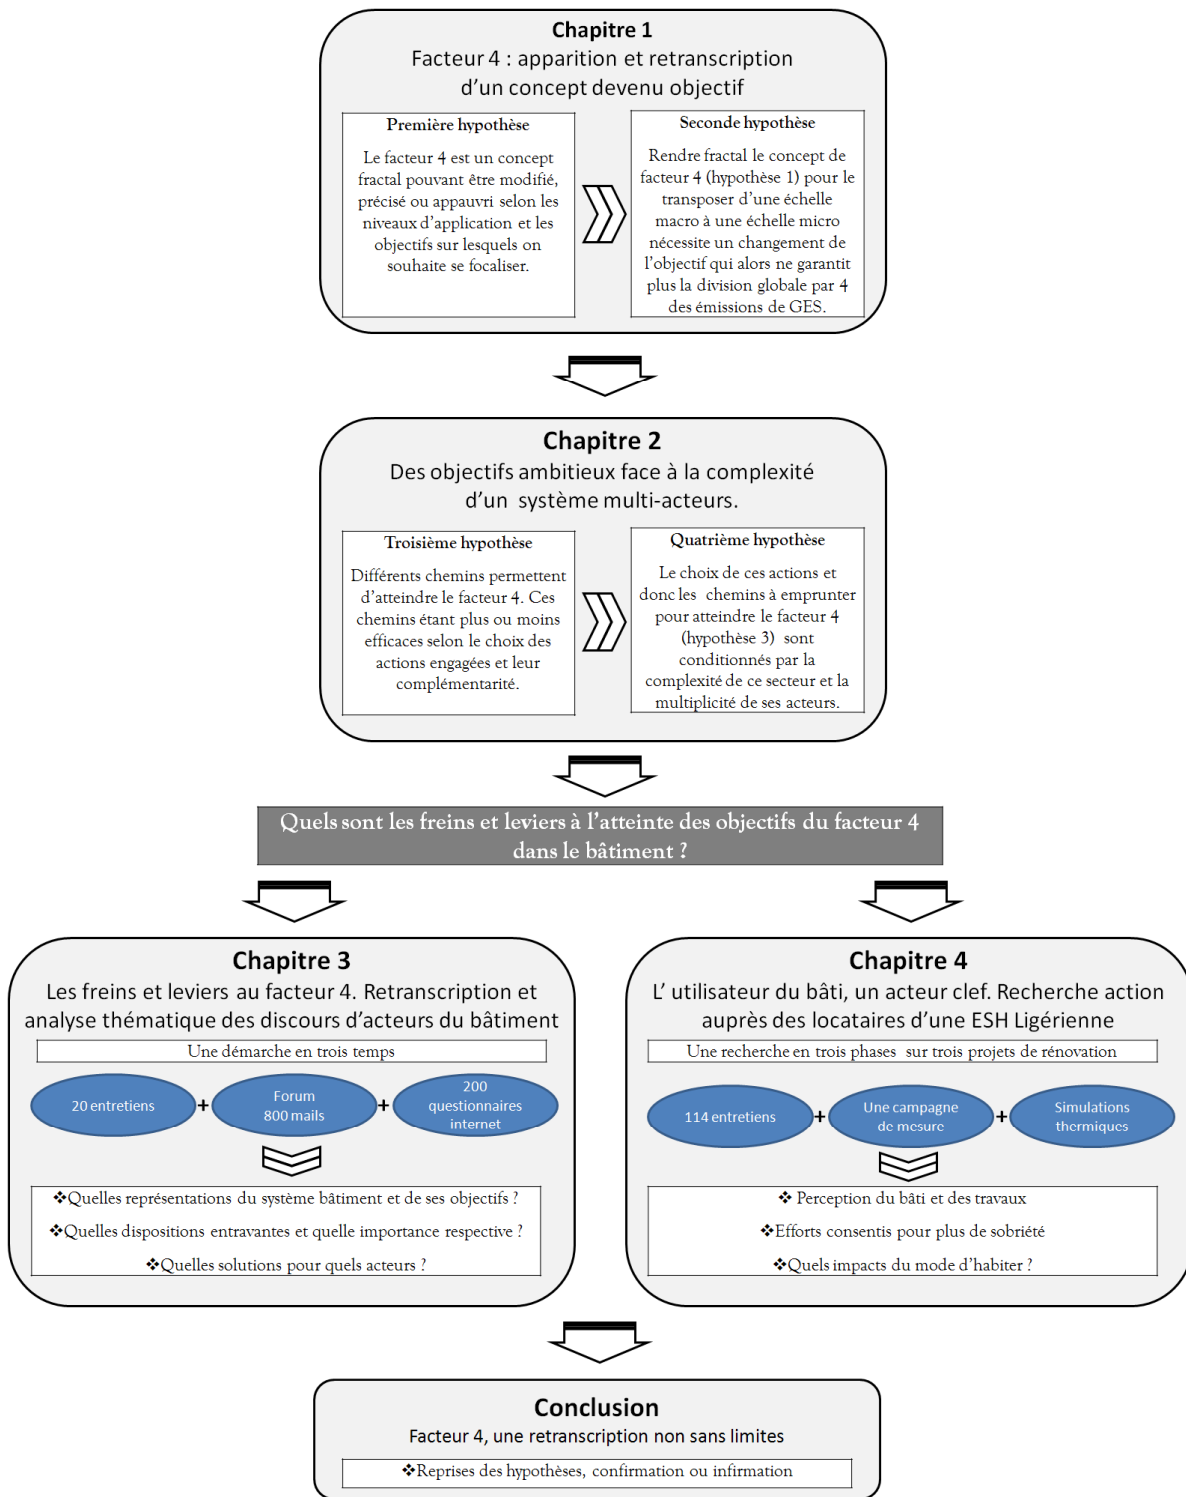 Chapitre 1
Facteur 4 : apparition et retranscription
d’un concept devenu objectif
Première hypothèse
Le facteur 4 est un concept
fractal pouvant être modifié,
précisé ou appauvri selon les
niveaux d’application et les
objectifs sur lesquels on
souhaite se focaliser.
Seconde hypothèse
Rendre fractal le concept de
facteur 4 (hypothèse 1) pour le
transposer d’une échelle
macro à une échelle micro
nécessite un changement de
l’objectif qui alors ne garantit
plus la division globale par 4
des émissions de GES.
Chapitre 2
Des objectifs ambitieux face à la complexité
d’un système multi-acteurs.
Troisième hypothèse
Différents chemins permettent
d’atteindre le facteur 4. Ces
chemins étant plus ou moins
efficaces selon le choix des
actions engagées et leur
complémentarité.
Quatrième hypothèse
Le choix de ces actions et
donc les chemins à emprunter
pour atteindre le facteur 4
(hypothèse 3) sont
conditionnés par la
complexité de ce secteur et la
multiplicité de ses acteurs.
Quels sont les freins et leviers à l’atteinte des objectifs du facteur 4
dans le bâtiment ?
Chapitre 3
Les freins et leviers au facteur 4. Retranscription et
analyse thématique des discours d’acteurs du bâtiment
Une démarche en trois temps
20 entretiens
+
Forum
800 mails
+
200
questionnaires
internet
❖Quelles représentations du système bâtiment et de ses objectifs ?
❖Quelles dispositions entravantes et quelle importance respective ?
❖Quelles solutions pour quels acteurs ?
Chapitre 4
L’ utilisateur du bâti, un acteur clef. Recherche action
auprès des locataires d’une ESH Ligérienne
Une recherche en trois phases sur trois projets de rénovation
114 entretiens
+
Une campagne
de mesure
+
Simulations
thermiques
❖ Perception du bâti et des travaux
❖Efforts consentis pour plus de sobriété
❖Quels impacts du mode d’habiter ?
Conclusion
Facteur 4, une retranscription non sans limites
❖Reprises des hypothèses, confirmation ou infirmation